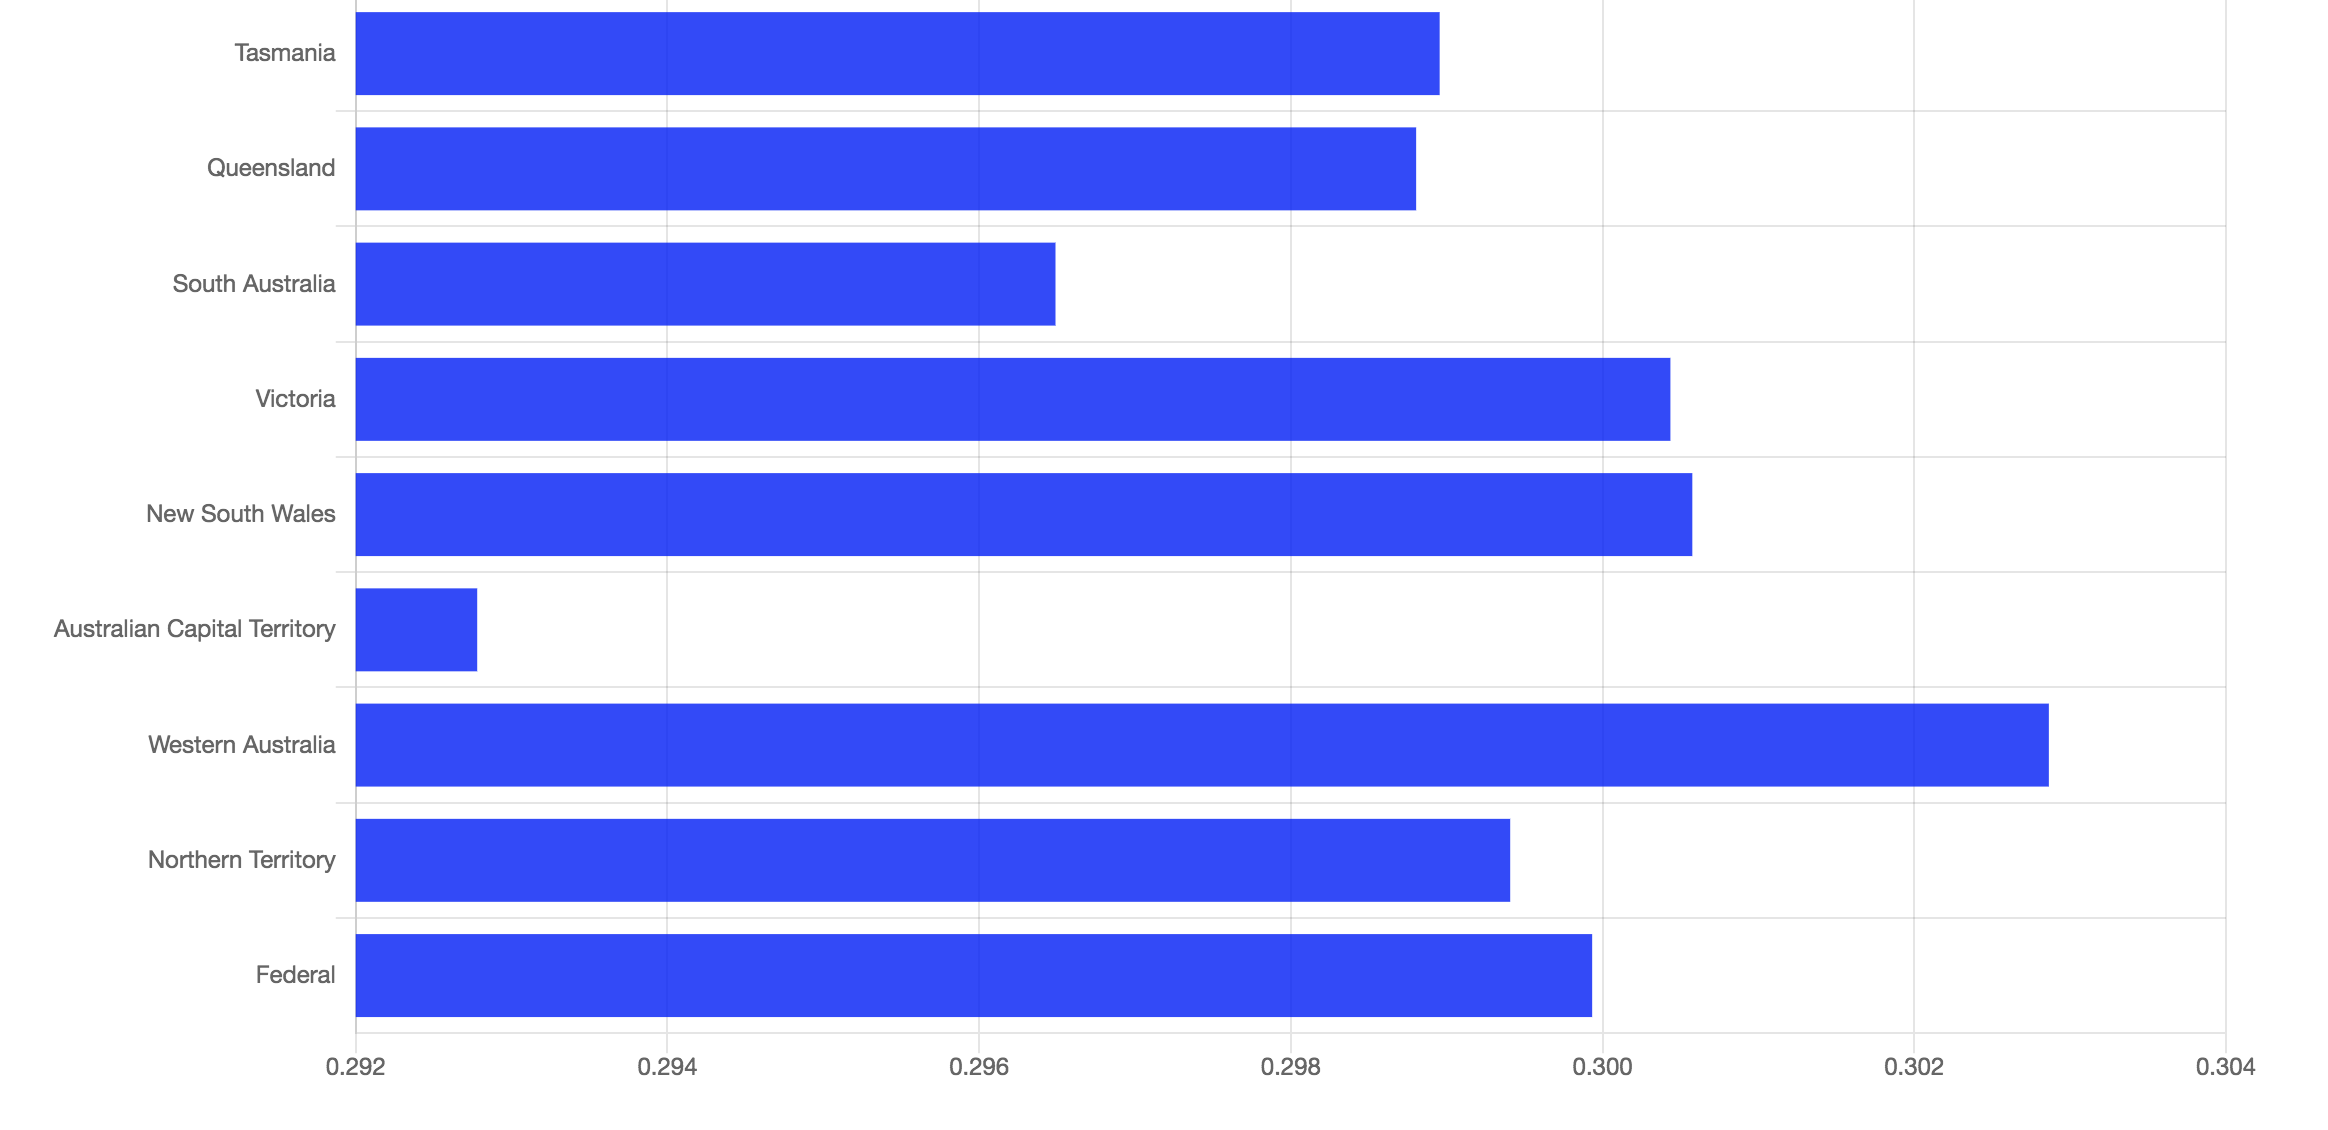 Tasmania
Queensland
South Australia
Victoria
New South Wales
Australian Capital Territory
Western Australia
Northern Territory
Federal
0.292 0.294 0.296 0.298 0.300 0.302 0.304